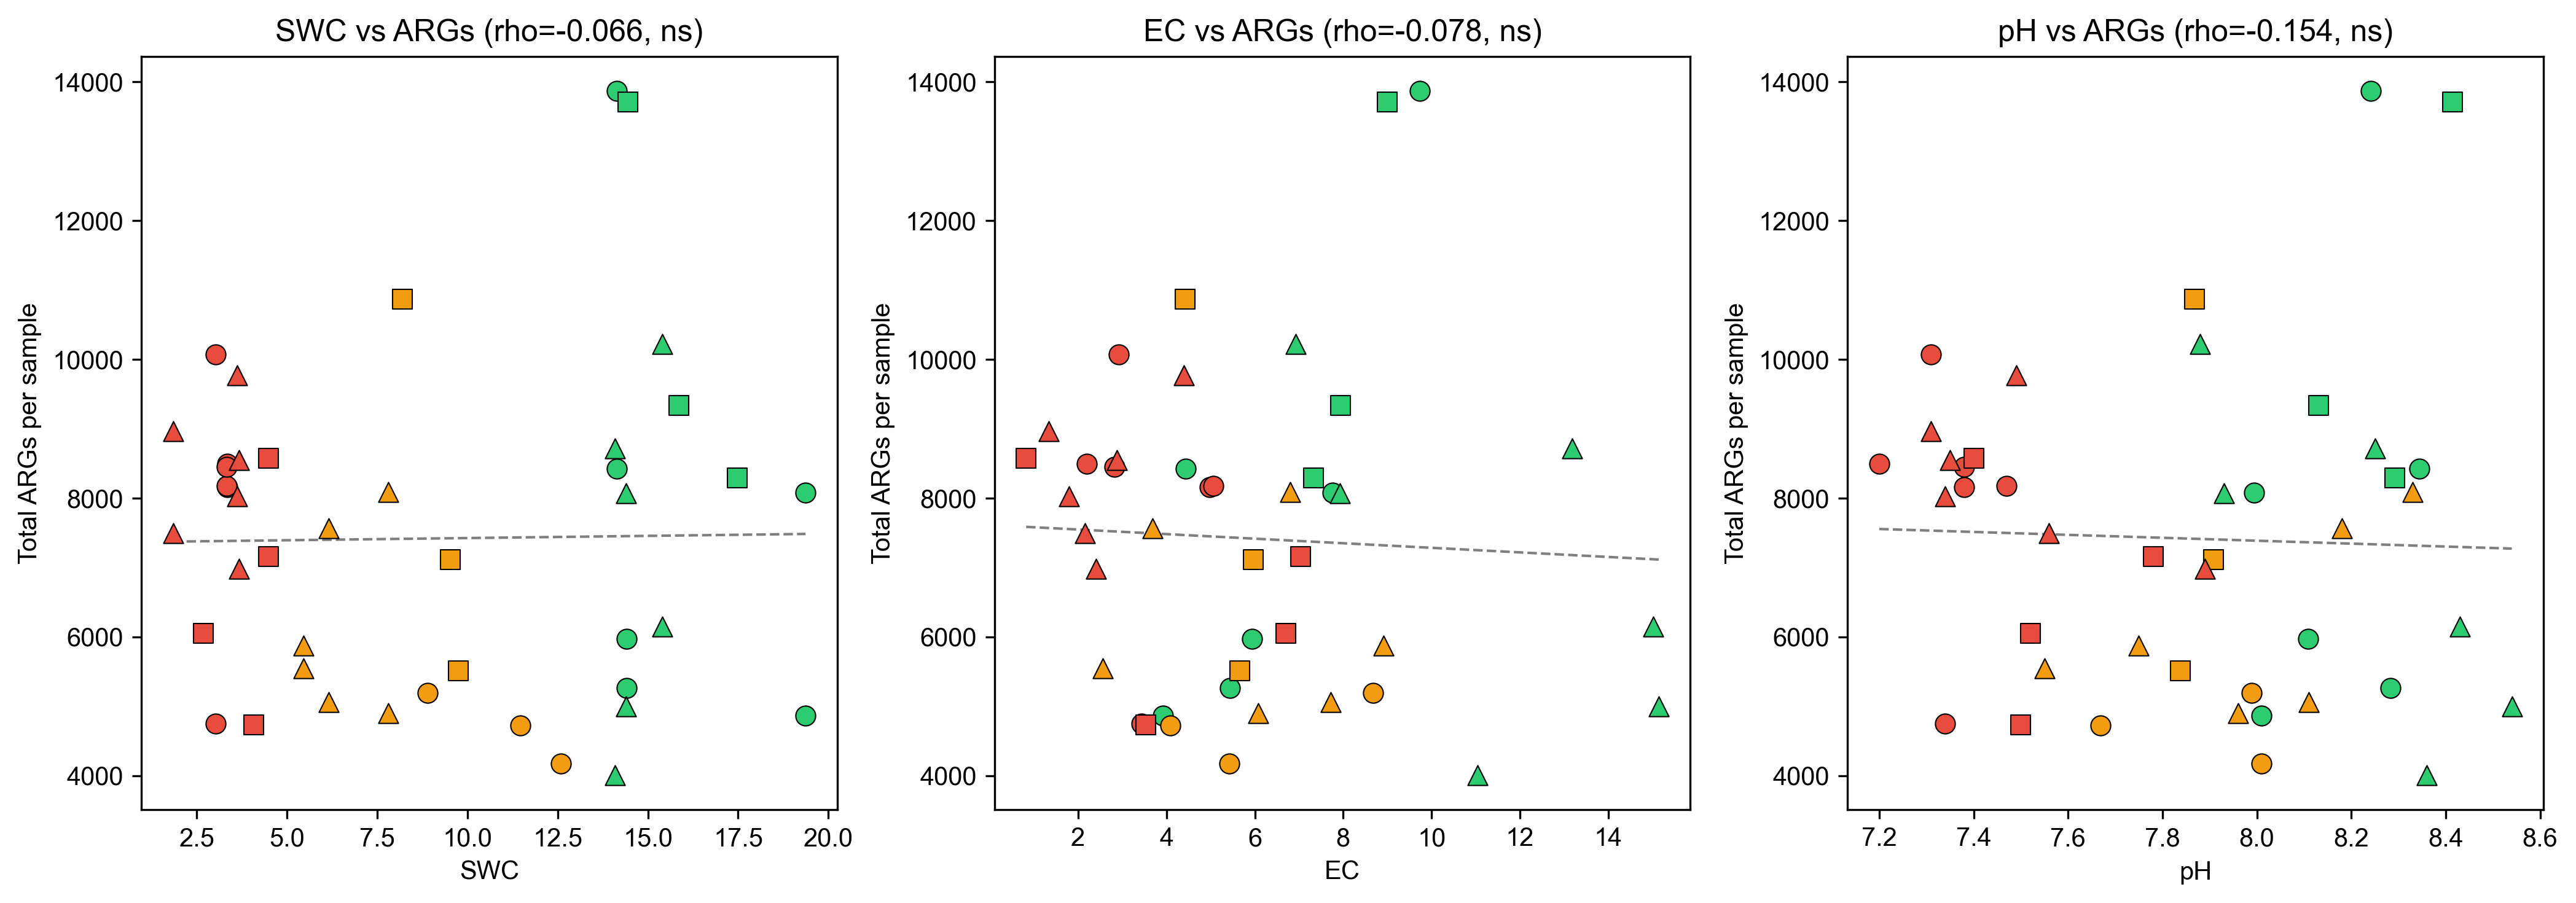 SWC vs ARGs (rho=-0.066, ns)
Total ARGs per sample
14000
12000
10000
8000
6000
4000
2.5 5.0 7.5 10.0 12.5 15.0 17.5 20.0
SWC
EC vs ARGs (rho=-0.078, ns)
Total ARGs per sample
14000
12000
10000
8000
6000
4000
2 4 6 8 10 12 14
EC
pH vs ARGs (rho=-0.154, ns)
Total ARGs per sample
14000
12000
10000
8000
6000
4000
7.2 7.4 7.6 7.8 8.0 8.2 8.4 8.6
pH